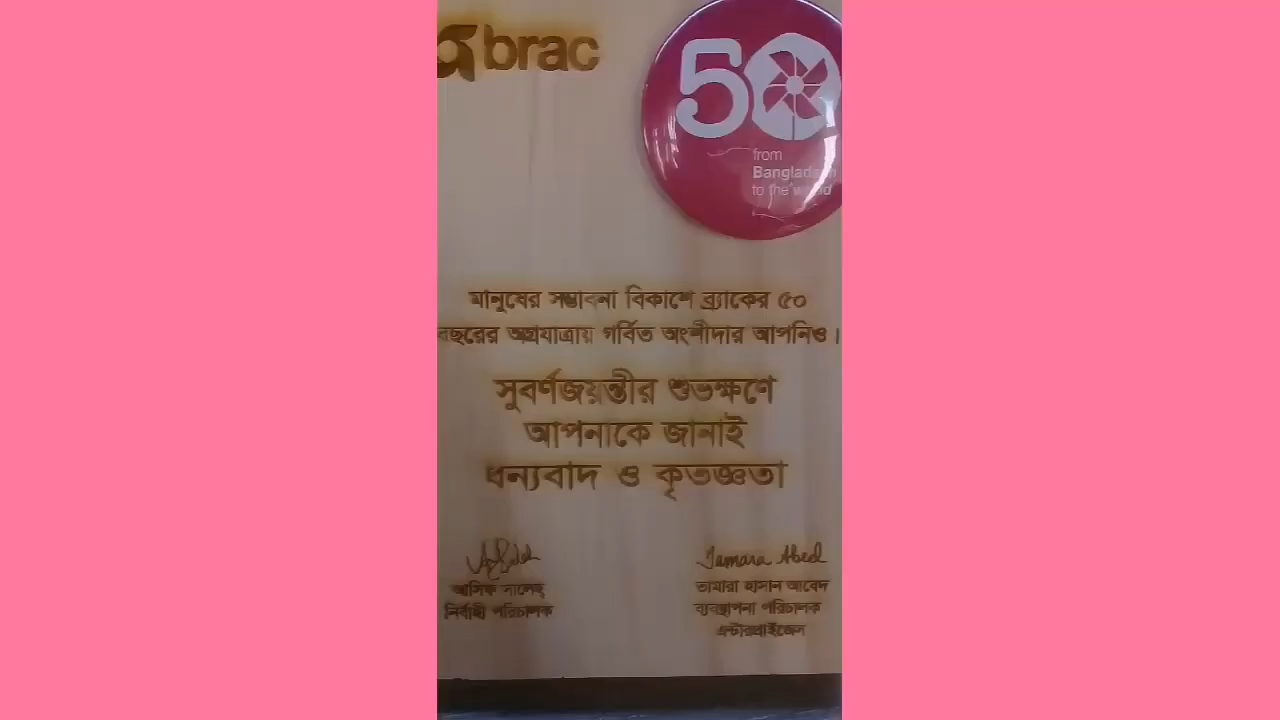 brac
50
from
Bangladesh
to the world
মানুষের সম্ভাবনা বিকাশে ব্র্যাকের ৫০
বছরের অগ্রযাত্রায় গর্বিত অংশীদার আপনিও।
সুবর্ণজয়ন্তীর শুভক্ষণে
আপনাকে জানাই
ধন্যবাদ ও কৃতজ্ঞতা
আসিফ সালেহ্
নির্বাহী পরিচালক
Tamara Abed
তামারা হাসান আবেদ
ব্যবস্থাপনা পরিচালক
এন্টারপ্রাইজেস